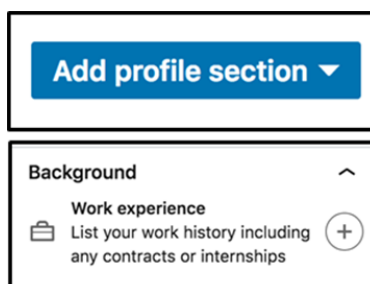 Add profile section
Background
Work experience
List your work history including
any contracts or internships